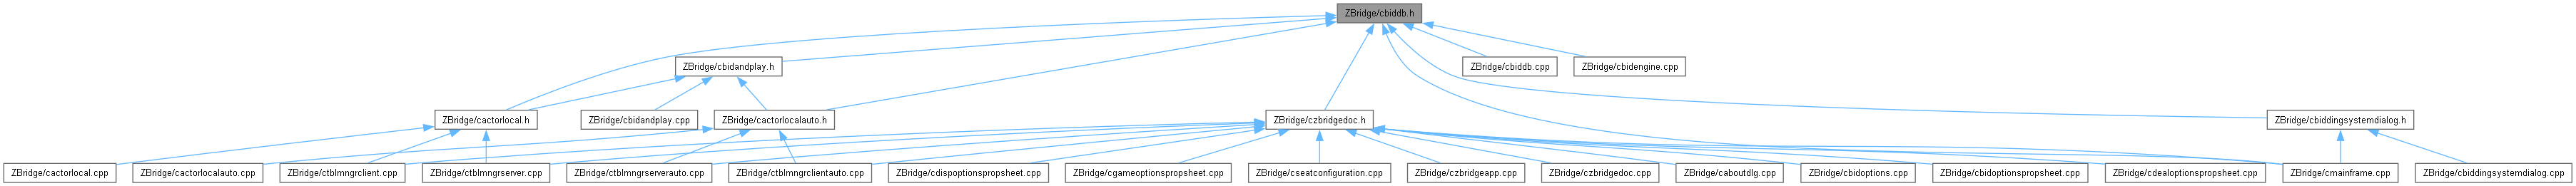 ZBridge/cbiddb.h
ZBridge/cbidandplay.h
ZBridge/cbiddb.cpp
ZBridge/cbidengine.cpp
ZBridge/cactorlocal.h
ZBridge/cbidandplay.cpp
ZBridge/cactorlocalauto.h
ZBridge/czbridgedoc.h
ZBridge/cbiddingsystemdialog.h
ZBridge/cactorlocal.cpp
ZBridge/cactorlocalauto.cpp
ZBridge/ctblmngrclient.cpp
ZBridge/ctblmngrserver.cpp
ZBridge/ctblmngrserverauto.cpp
ZBridge/ctblmngrclientauto.cpp
ZBridge/cdispoptionspropsheet.cpp
ZBridge/cgameoptionspropsheet.cpp
ZBridge/cseatconfiguration.cpp
ZBridge/czbridgeapp.cpp
ZBridge/czbridgedoc.cpp
ZBridge/caboutdlg.cpp
ZBridge/cbidoptions.cpp
ZBridge/cbidoptionspropsheet.cpp
ZBridge/cdealoptionspropsheet.cpp
ZBridge/cmainframe.cpp
ZBridge/cbiddingsystemdialog.cpp